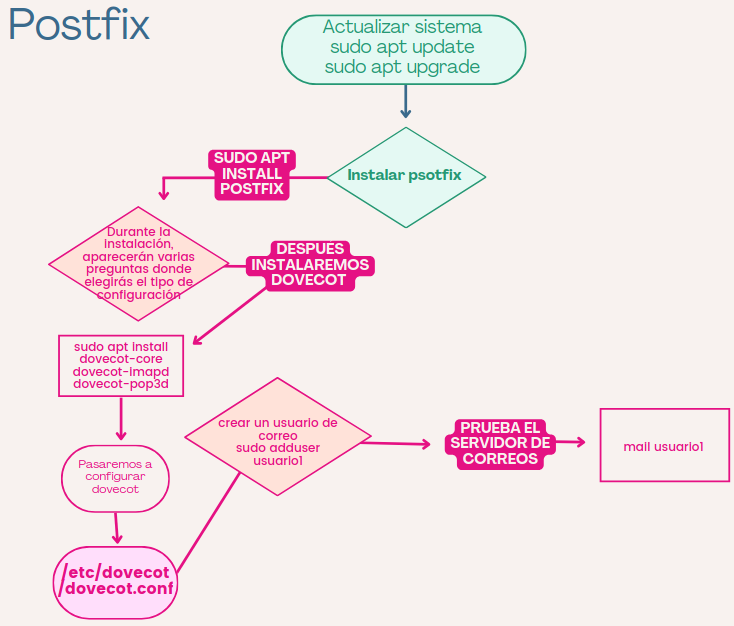 Postfix
Actualizar sistema
sudo apt update
sudo apt upgrade
Instalar psotfix
SUDO APT
INSTALL
POSTFIX
Durante la
instalación,
aparecerán varias
preguntas donde
elegirás el tipo de
configuración
DESPUÉS
INSTALAREMOS
DOVECOT
sudo apt install
dovecot-core
dovecot-imapd
dovecot-pop3d
Pasaremos a
configurar
dovecot
/etc/dovecot
/dovecot.conf
crear un usuario de
correo
sudo adduser
usuario1
PRUEBA EL
SERVIDOR DE
CORREOS
mail usuario1